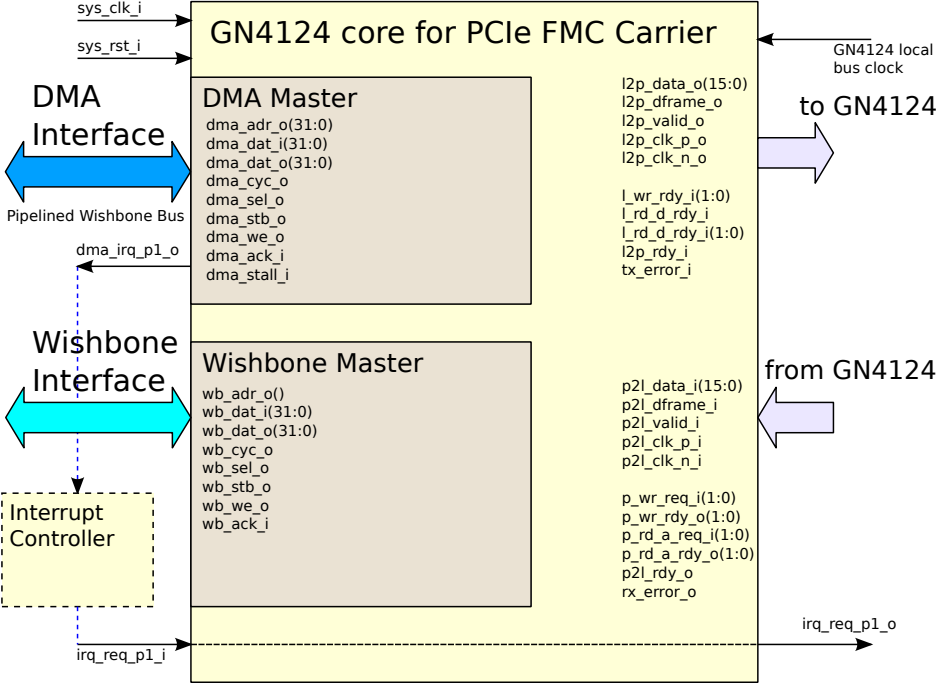 sys_clk_i
sys_rst_i
GN4124 core for PCIe FMC Carrier
GN4124 local
bus clock
DMA
Interface
Pipelined Wishbone Bus
dma_irq_p1_o
DMA Master
dma_adr_o(31:0)
dma_dat_i(31:0)
dma_dat_o(31:0)
dma_cyc_o
dma_sel_o
dma_stb_o
dma_we_o
dma_ack_i
dma_stall_i
l2p_data_o(15:0)
l2p_dframe_o
l2p_valid_o
l2p_clk_p_o
l2p_clk_n_o
l_wr_rdy_i(1:0)
l_rd_d_rdy_i
l_rd_d_rdy_i(1:0)
l2p_rdy_i
tx_error_i
to GN4124
Wishbone
Interface
Wishbone Master
wb_adr_o()
wb_dat_i(31:0)
wb_dat_o(31:0)
wb_cyc_o
wb_sel_o
wb_stb_o
wb_we_o
wb_ack_i
from GN4124
p2l_data_i(15:0)
p2l_dframe_i
p2l_valid_i
p2l_clk_p_i
p2l_clk_n_i
p_wr_req_i(1:0)
p_wr_rdy_o(1:0)
p_rd_a_req_i(1:0)
p_rd_a_rdy_o(1:0)
p2l_rdy_o
rx_error_o
Interrupt
Controller
irq_req_p1_i
irq_req_p1_o